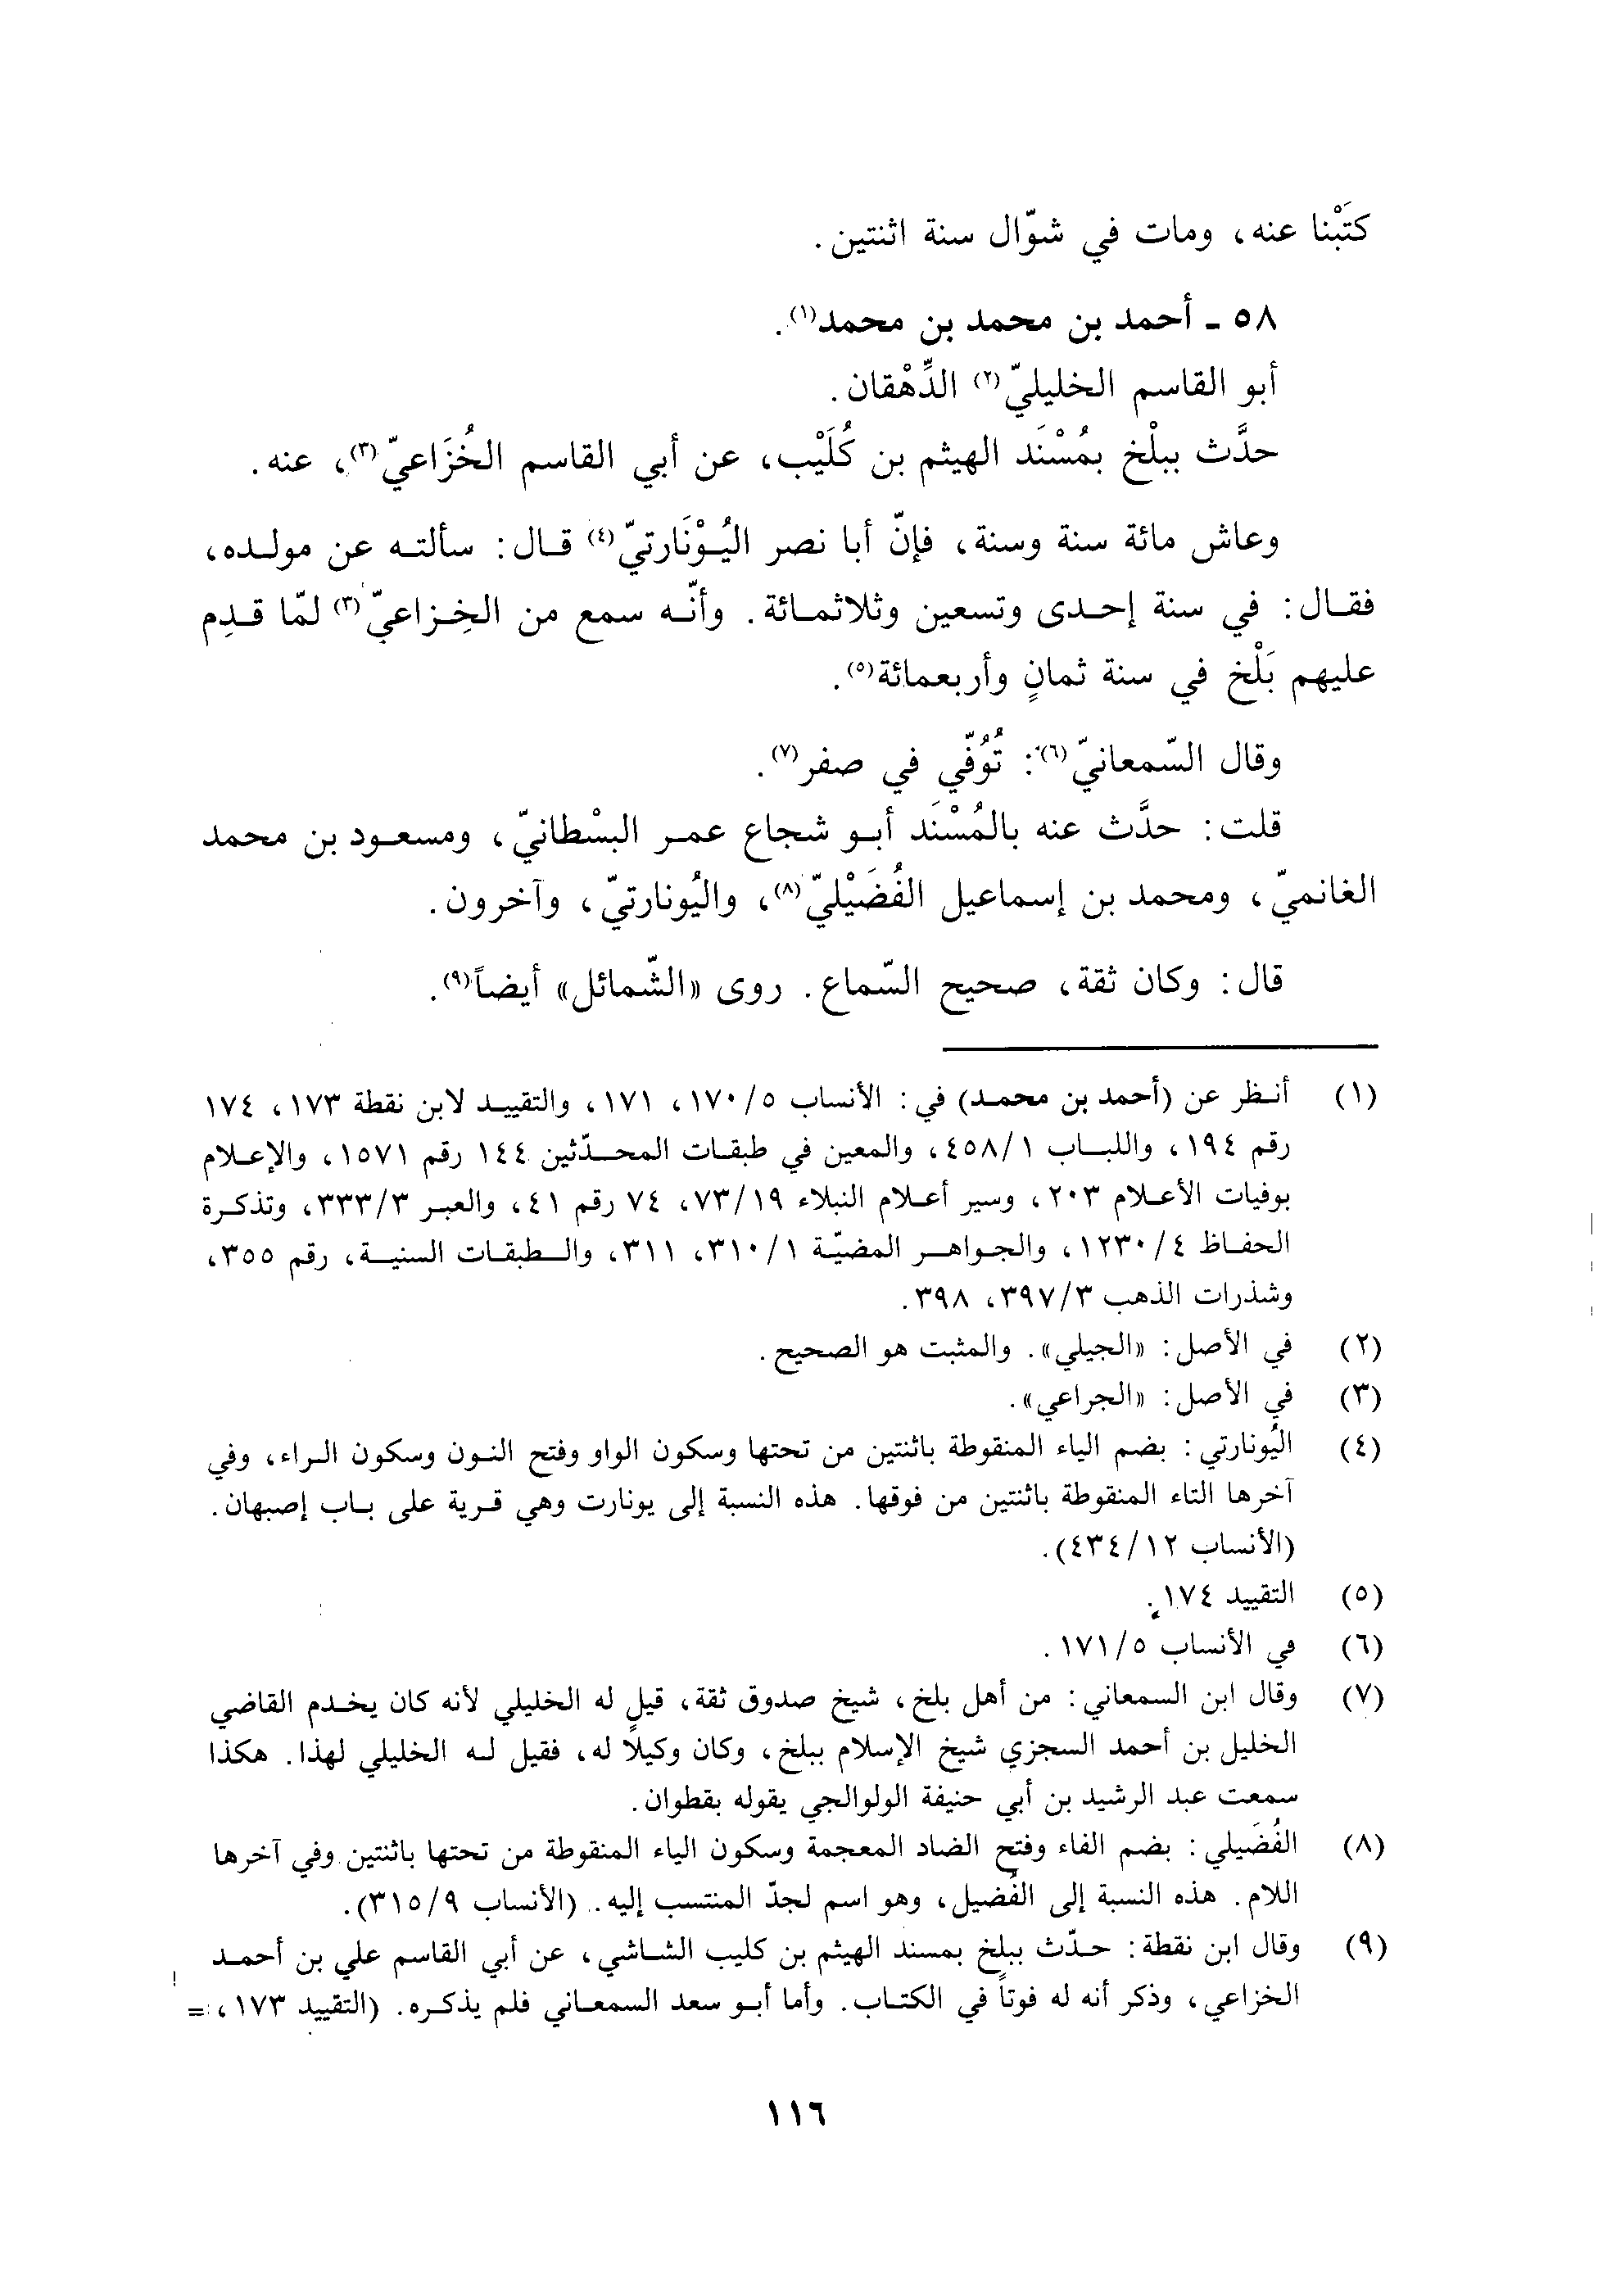 كتَبْنا عنه، ومات في شوّال سنة اثنتين.
٥٨ - أحمد بن محمد بن محمد(١).
أبو القاسم الخليليّ(٢) الدِّهْقان.
حدَّث ببلْخ بمُسْنَد الهيثم بن كُلَيْب، عن أبي القاسم الخُزَاعيّ(٣)، عنه.
وعاش مائة سنة وسنة، فإنّ أبا نصر اليُوْنَارتيّ(٤) قال: سألته عن مولده،
فقال: في سنة إحدى وتسعين وثلاثمائة. وأنّه سمع من الخِزاعيّ(٣) لمّا قدِم
عليهم بَلْخ في سنة ثمانٍ وأربعمائة(٥).
وقال السّمعانيّ(٦): تُوُفّي في صفر(٧).
قلت: حدَّث عنه بالمُسْنَد أبو شجاع عمر البسْطانيّ، ومسعود بن محمد
الغانميّ، ومحمد بن إسماعيل الفُضَيْليّ(٨)، واليُونارتيّ، وآخرون.
قال: وكان ثقة، صحيح السّماع. روى «الشّمائل» أيضاً(٩).
(١) أنظر عن (أحمد بن محمد) في: الأنساب ١٧٠/٥، ١٧١، والتقييد لابن نقطة ١٧٣، ١٧٤
رقم ١٩٤، واللباب ٤٥٨/١، والمعين في طبقات المحدّثين ١٤٤ رقم ١٥٧١، والإعلام
بوفيات الأعلام ٢٠٣، وسير أعلام النبلاء ٧٣/١٩، ٧٤ رقم ٤١، والعبر ٣٣٣/٣، وتذكرة
الحفاظ ١٢٣٠/٤، والجواهر المضيّة ٣١٠/١، ٣١١، والطبقات السنية، رقم ٣٥٥،
وشذرات الذهب ٣٩٧/٣، ٣٩٨.
(٢) في الأصل: «الجيلي». والمثبت هو الصحيح.
(٣) في الأصل: «الجراعي».
(٤) اليُونارتي: بضم الياء المنقوطة باثنتين من تحتها وسكون الواو وفتح النون وسكون الراء، وفي
آخرها التاء المنقوطة باثنتين من فوقها. هذه النسبة إلى يونارت وهي قرية على باب إصبهان.
(الأنساب ٤٣٤/١٢).
(٥) التقييد ١٧٤.
(٦) في الأنساب ١٧١/٥.
(٧) وقال ابن السمعاني: من أهل بلخ، شيخ صدوق ثقة، قيل له الخليلي لأنه كان يخدم القاضي
الخليل بن أحمد السجزي شيخ الإسلام ببلخ، وكان وكيلاً له، فقيل له الخليلي لهذا. هكذا
سمعت عبد الرشيد بن أبي حنيفة الولوالجي يقوله بقطوان.
(٨) الفُضَيلي: بضم الفاء وفتح الضاد المعجمة وسكون الياء المنقوطة من تحتها باثنتين وفي آخرها
اللام. هذه النسبة إلى الفُضيل، وهو اسم لجدّ المنتسب إليه. (الأنساب ٣١٥/٩).
(٩) وقال ابن نقطة: حدّث ببلخ بمسند الهيثم بن كليب الشاشي، عن أبي القاسم علي بن أحمد
الخزاعي، وذكر أنه له فوتاً في الكتاب. وأما أبو سعد السمعاني فلم يذكره. (التقييد ١٧٣، =
١١٦